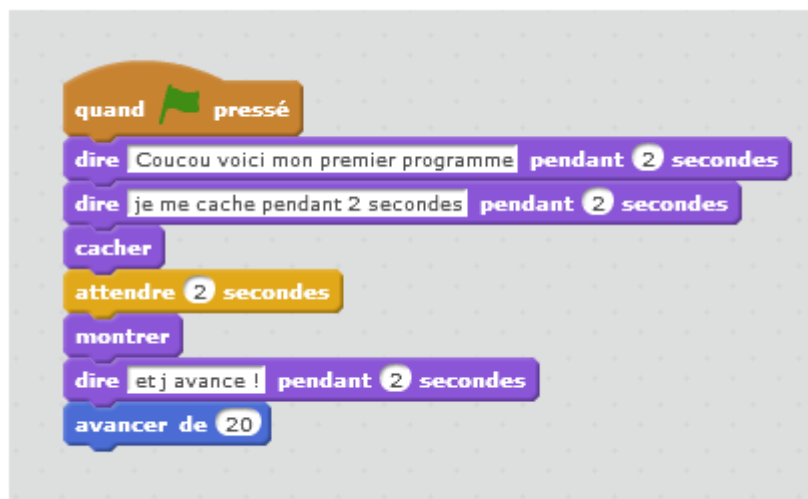 quand pressé
dire Coucou voici mon premier programme pendant 2 secondes
dire je me cache pendant 2 secondes pendant 2 secondes
cacher
attendre 2 secondes
montrer
dire et j avance ! pendant 2 secondes
avancer de 20